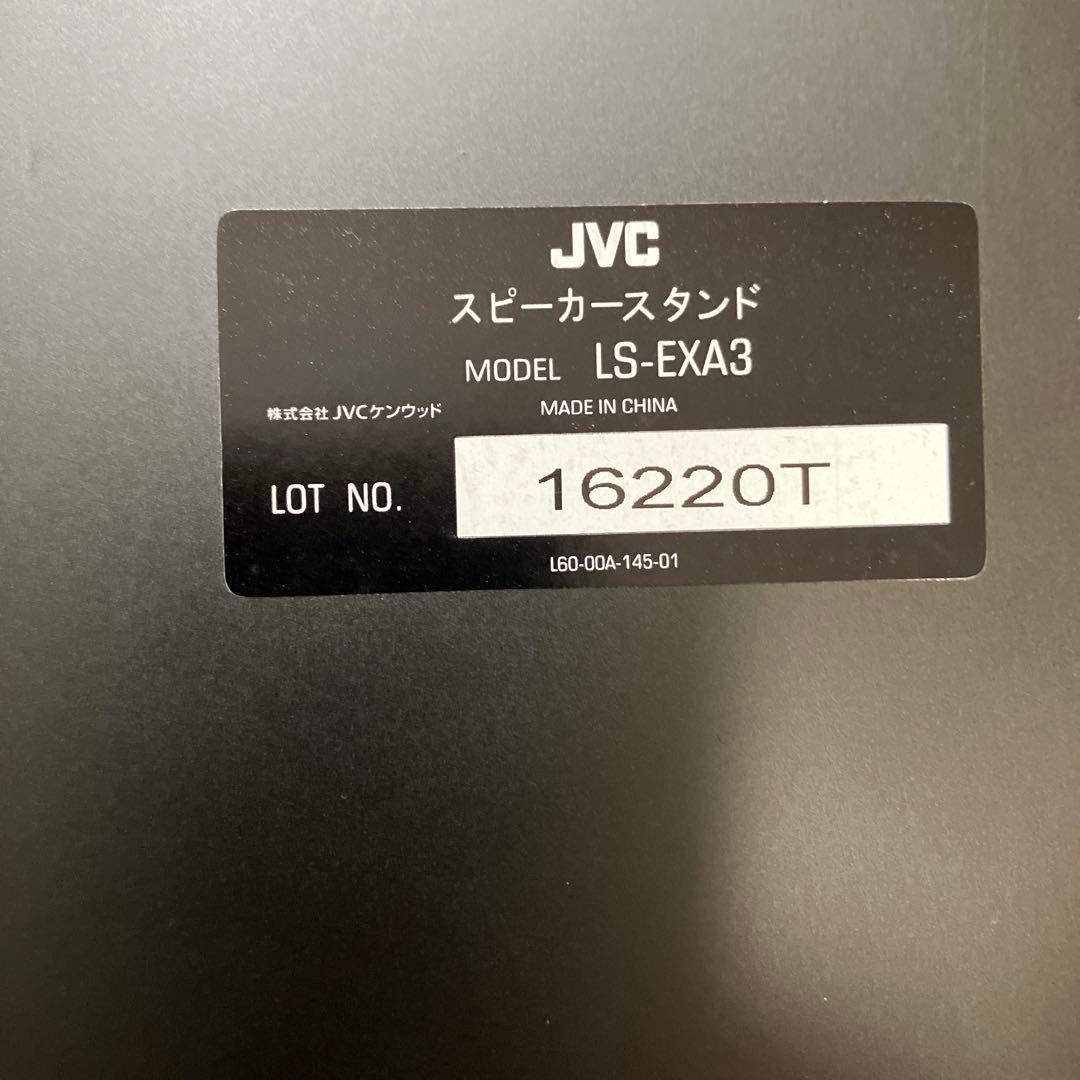 JVC
スピーカースタンド
MODEL LS-EXA3
株式会社 JVCケンウッド MADE IN CHINA
LOT NO. 16220T
L60-00A-145-01